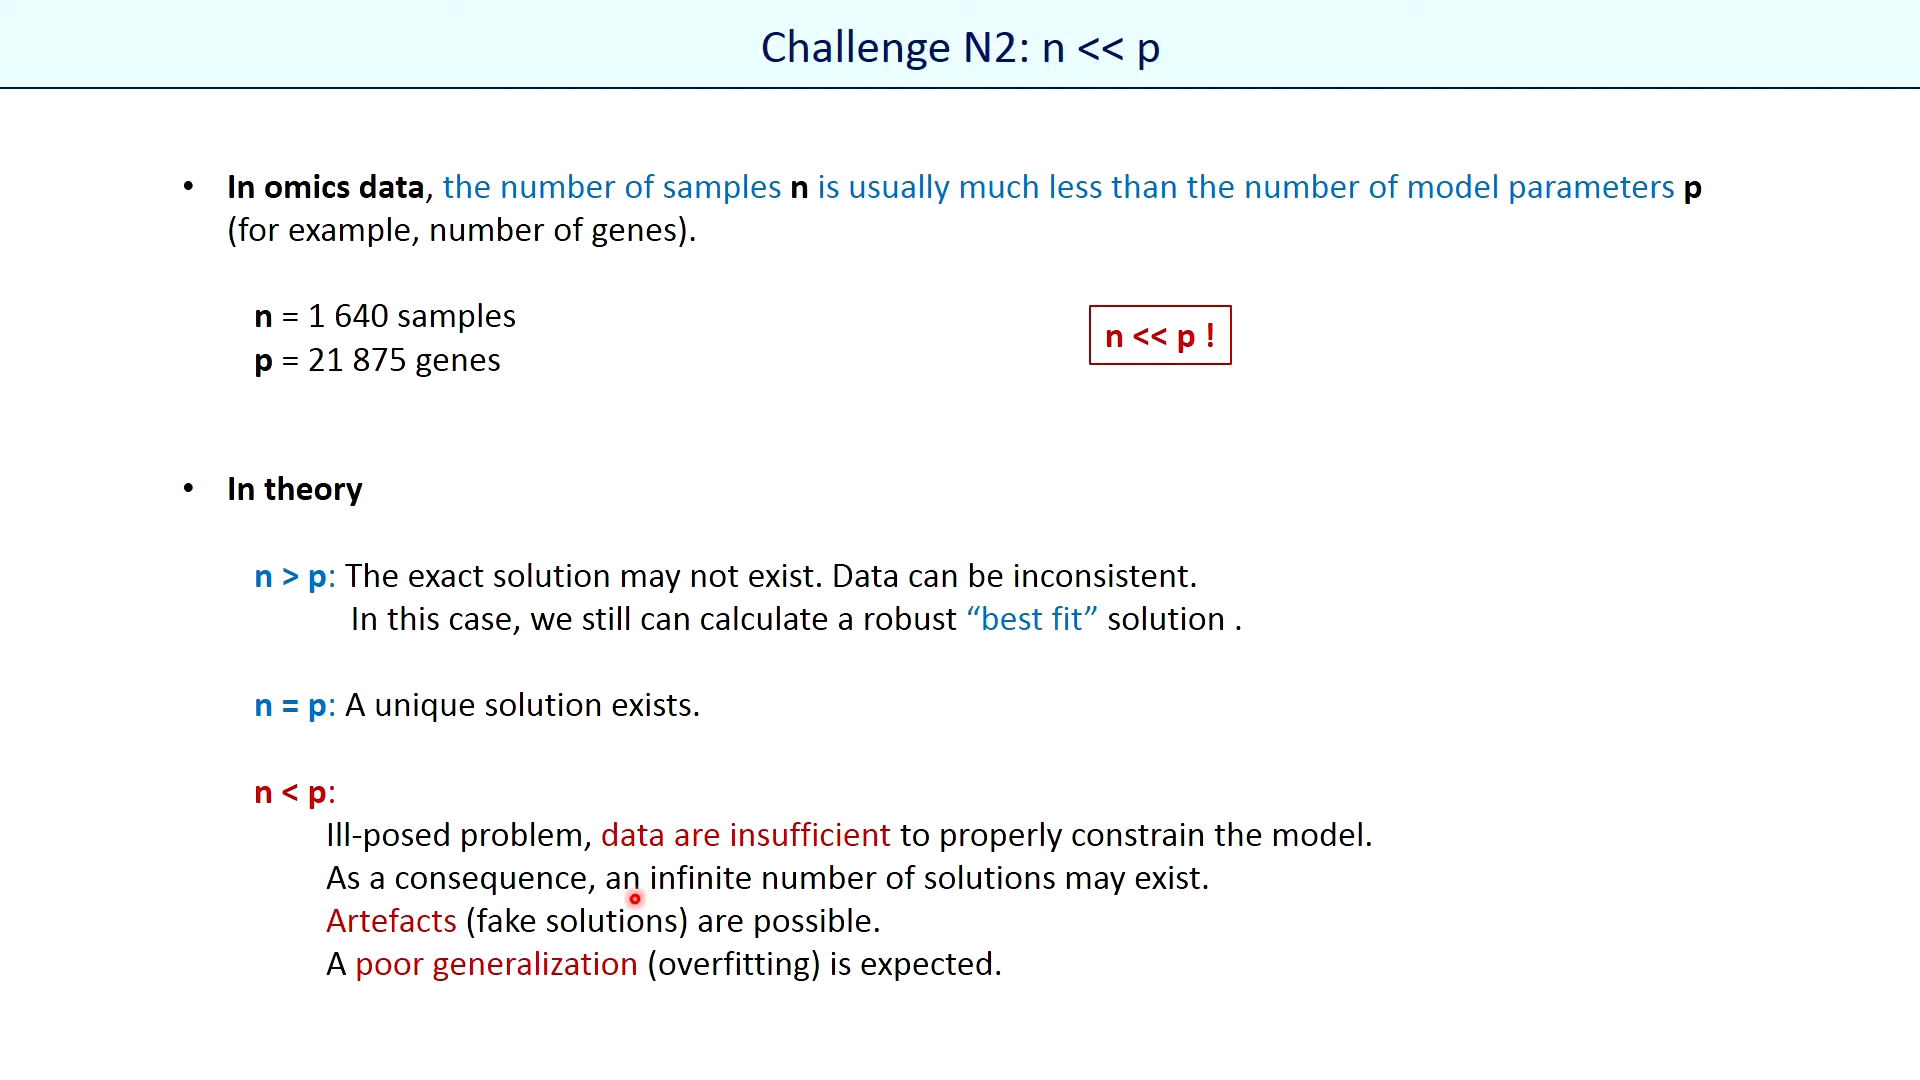 Challenge N2: n << p
• In omics data, the number of samples n is usually much less than the number of model parameters p
(for example, number of genes).
n = 1 640 samples
p = 21 875 genes
n << p !
• In theory
n > p: The exact solution may not exist. Data can be inconsistent.
In this case, we still can calculate a robust “best fit” solution .
n = p: A unique solution exists.
n < p:
Ill-posed problem, data are insufficient to properly constrain the model.
As a consequence, an infinite number of solutions may exist.
Artefacts (fake solutions) are possible.
A poor generalization (overfitting) is expected.